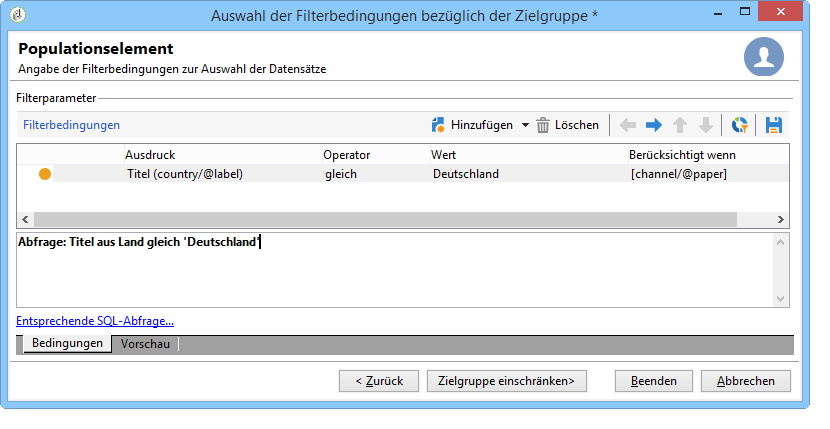 Auswahl der Filterbedingungen bezüglich der Zielgruppe *
Populationselement
Angabe der Filterbedingungen zur Auswahl der Datensätze
Filterparameter
Filterbedingungen Hinzufügen Löschen
Ausdruck Operator Wert Berücksichtigt wenn
Titel (country/@label) gleich Deutschland [channel/@paper]
Abfrage: Titel aus Land gleich 'Deutschland'
Entsprechende SQL-Abfrage...
Bedingungen Vorschau
< Zurück Zielgruppe einschränken> Beenden Abbrechen